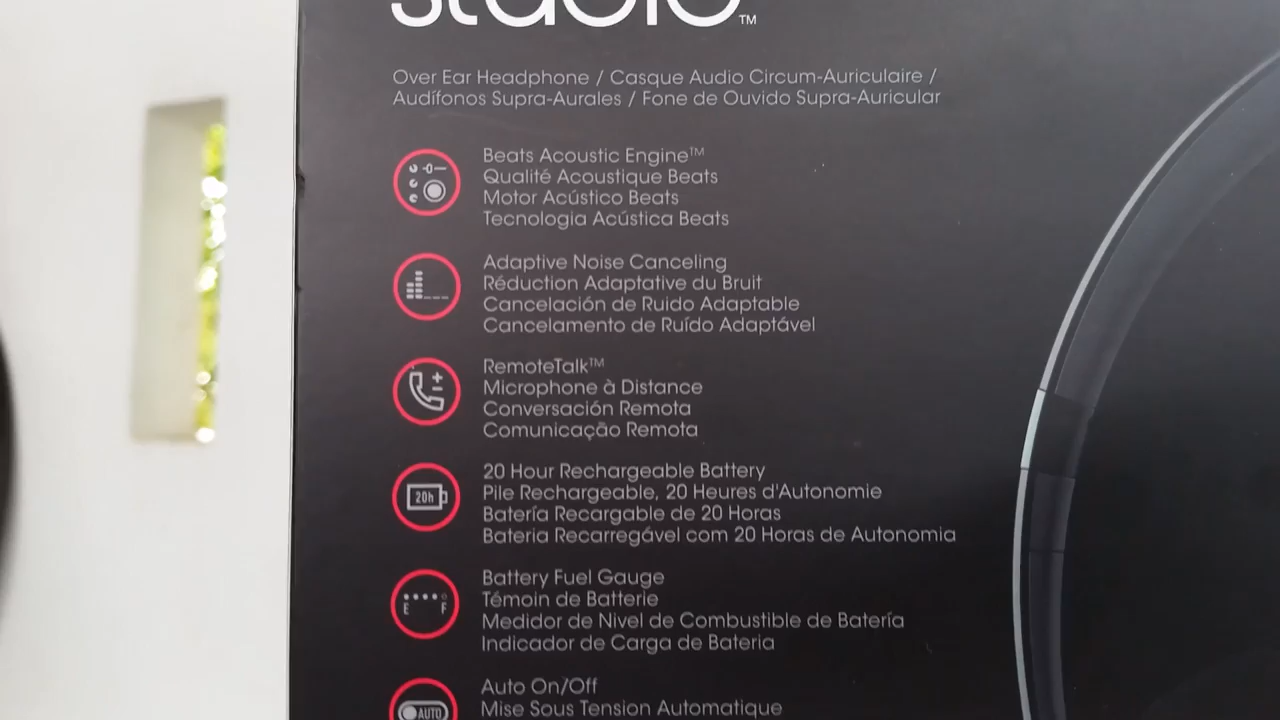 studio™
Over Ear Headphone / Casque Audio Circum-Auriculaire /
Audífonos Supra-Aurales / Fone de Ouvido Supra-Auricular
Beats Acoustic Engine™
Qualité Acoustique Beats
Motor Acústico Beats
Tecnologia Acústica Beats
Adaptive Noise Canceling
Réduction Adaptative du Bruit
Cancelación de Ruido Adaptable
Cancelamento de Ruído Adaptável
RemoteTalk™
Microphone à Distance
Conversación Remota
Comunicação Remota
20 Hour Rechargeable Battery
20h
Pile Rechargeable, 20 Heures d'Autonomie
Batería Recargable de 20 Horas
Bateria Recarregável com 20 Horas de Autonomia
Battery Fuel Gauge
E F
Témoin de Batterie
Medidor de Nivel de Combustible de Batería
Indicador de Carga de Bateria
Auto On/Off
AUTO
Mise Sous Tension Automatique